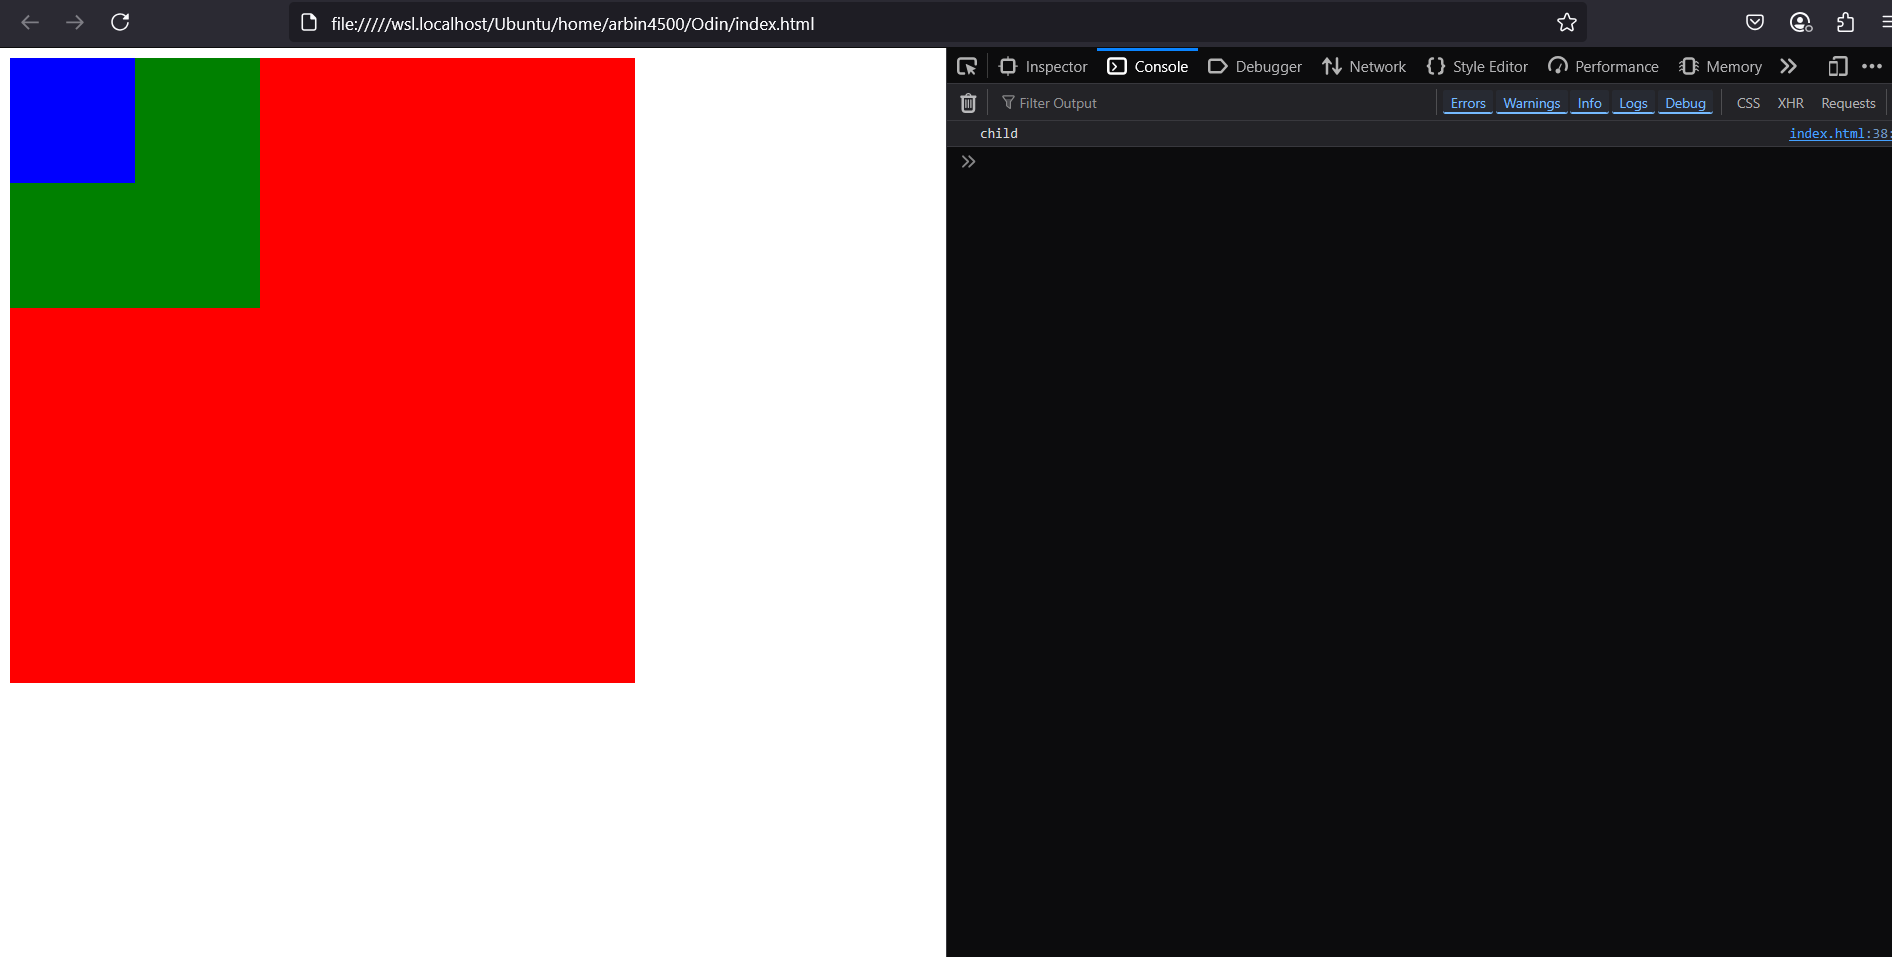 file://///wsl.localhost/Ubuntu/home/arbin4500/Odin/index.html
Inspector Console Debugger Network Style Editor Performance Memory
Filter Output Errors Warnings Info Logs Debug CSS XHR Requests
child index.html:38: